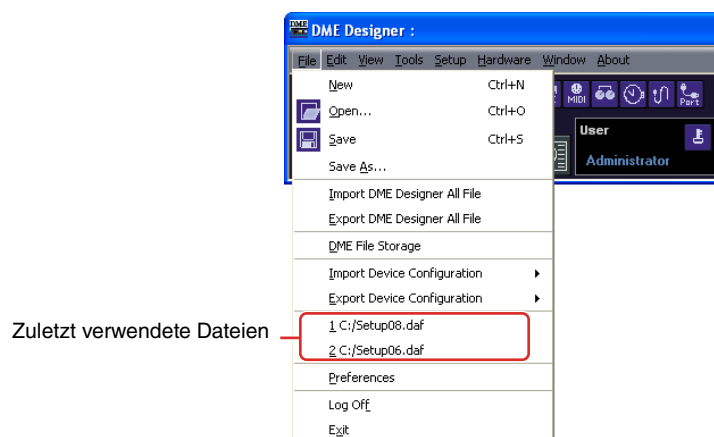 DME Designer :
File Edit View Tools Setup Hardware Window About
New Ctrl+N
Open... Ctrl+O
Save Ctrl+S
Save As...
MIDI
Port
User
Administrator
Import DME Designer All File
Export DME Designer All File
DME File Storage
Import Device Configuration
Export Device Configuration
Zuletzt verwendete Dateien
1 C:/Setup08.daf
2 C:/Setup06.daf
Preferences
Log Off
Exit